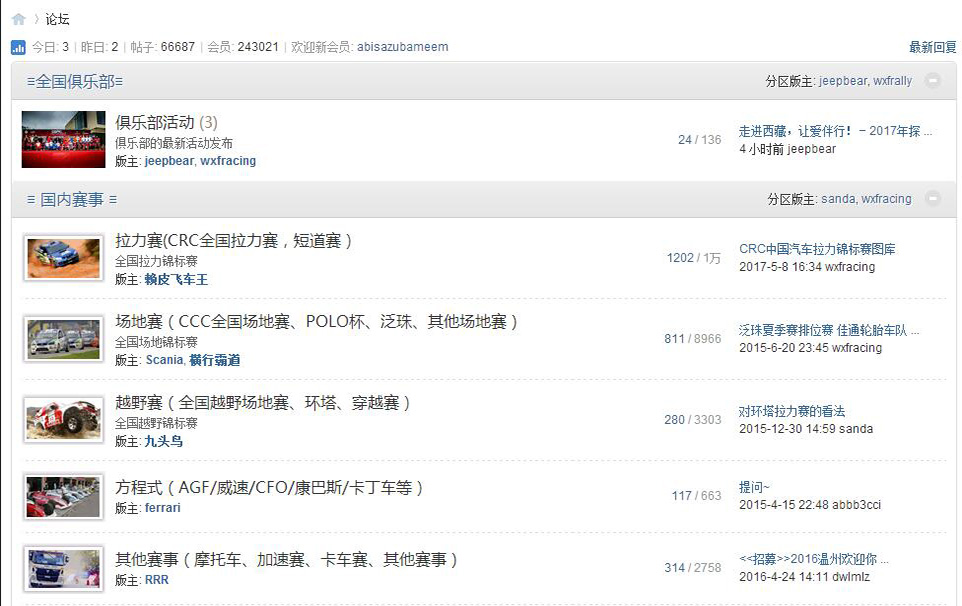 论坛
今日: 3 | 昨日: 2 | 帖子: 66687 | 会员: 243021 | 欢迎新会员: abisazubameem
最新回复
≡全国俱乐部≡
分区版主: jeepbear, wxfrally
俱乐部活动 (3)
俱乐部的最新活动发布
版主: jeepbear, wxfracing
24 / 136
走进西藏，让爱伴行！－2017年探 ...
4 小时前 jeepbear
≡ 国内赛事 ≡
分区版主: sanda, wxfracing
拉力赛(CRC全国拉力赛，短道赛）
全国拉力锦标赛
版主: 赖皮飞车王
1202 / 1万
CRC中国汽车拉力锦标赛图库
2017-5-8 16:34 wxfracing
场地赛（CCC全国场地赛、POLO杯、泛珠、其他场地赛）
全国场地锦标赛
版主: Scania, 横行霸道
811 / 8966
泛珠夏季赛排位赛 佳通轮胎车队 ...
2015-6-20 23:45 wxfracing
越野赛（全国越野场地赛、环塔、穿越赛）
全国越野锦标赛
版主: 九头鸟
280 / 3303
对环塔拉力赛的看法
2015-12-30 14:59 sanda
方程式（AGF/威速/CFO/康巴斯/卡丁车等）
版主: ferrari
117 / 663
提问~
2015-4-15 22:48 abbb3cci
其他赛事（摩托车、加速赛、卡车赛、其他赛事）
版主: RRR
314 / 2758
<<招募>>2016温州欢迎你 ...
2016-4-24 14:11 dwlmlz